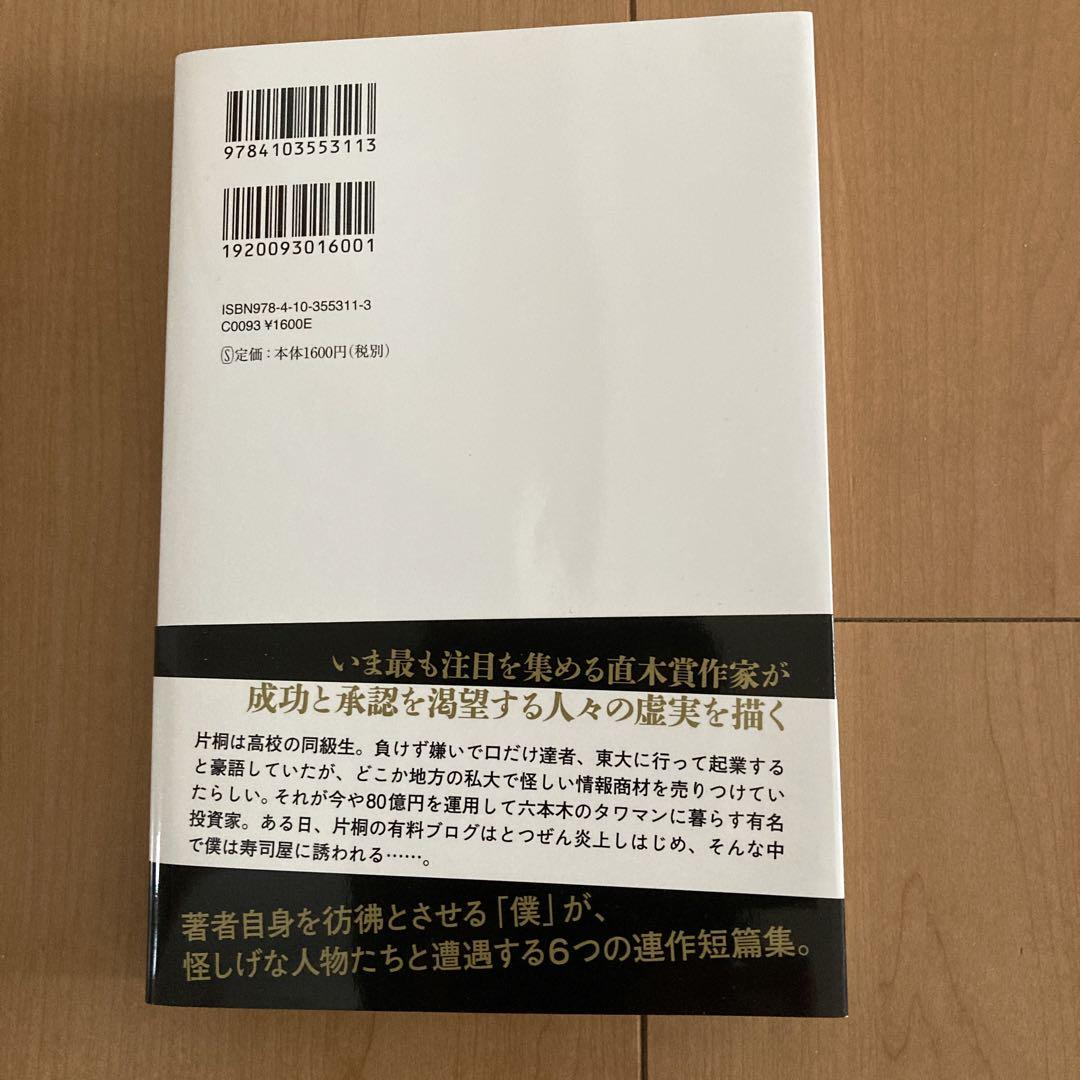 9784103553113
1920093016001
ISBN978-4-10-355311-3
C0093 ¥1600E
Ⓢ定価：本体1600円(税別)
いま最も注目を集める直木賞作家が
成功と承認を渇望する人々の虚実を描く
片桐は高校の同級生。負けず嫌いで口だけ達者、東大に行って起業する
と豪語していたが、どこか地方の私大で怪しい情報商材を売りつけてい
たらしい。それが今や80億円を運用して六本木のタワマンに暮らす有名
投資家。ある日、片桐の有料ブログはとつぜん炎上しはじめ、そんな中
で僕は寿司屋に誘われる……。
著者自身を彷彿とさせる「僕」が、
怪しげな人物たちと遭遇する6つの連作短篇集。